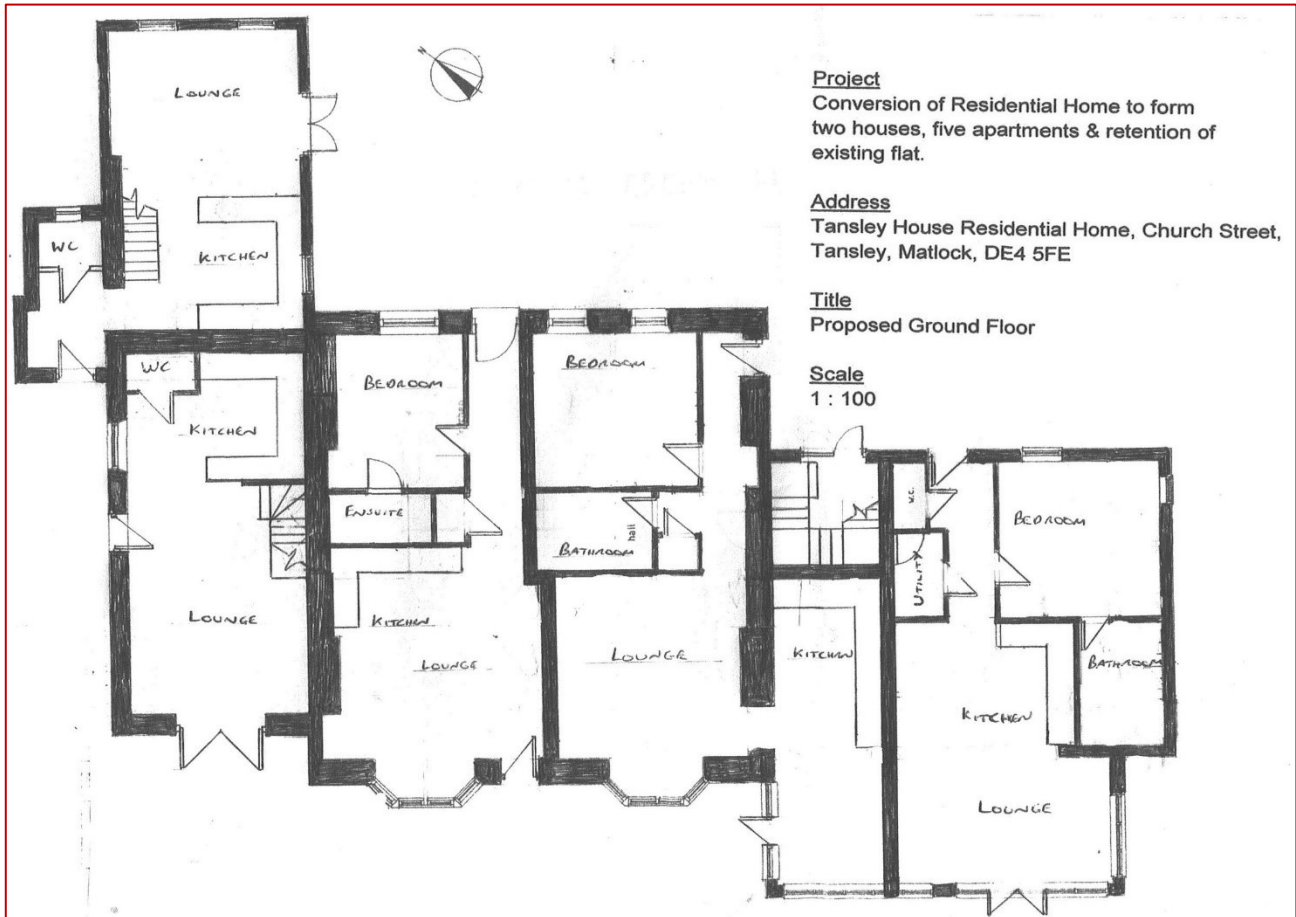 LOUNGE
N
Project
Conversion of Residential Home to form
two houses, five apartments & retention of
existing flat.
Address
Tansley House Residential Home, Church Street,
Tansley, Matlock, DE4 5FE
Title
Proposed Ground Floor
Scale
1 : 100
WC
KITCHEN
WC
KITCHEN
LOUNGE
BEDROOM
ENSUITE
KITCHEN
LOUNGE
BEDROOM
BATHROOM
hall
LOUNGE
KITCHEN
W.C.
UTILITY
BEDROOM
BATHROOM
KITCHEN
LOUNGE